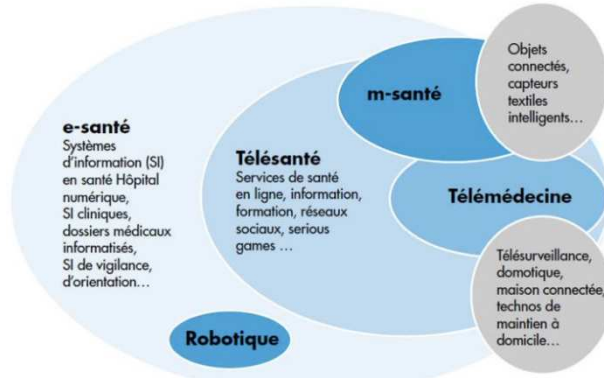 e-santé
Systèmes
d'information (SI)
en santé Hôpital
numérique,
SI cliniques,
dossiers médicaux
informatisés,
SI de vigilance,
d'orientation...
Télésanté
Services de santé
en ligne, information,
formation, réseaux
sociaux, serious
games ...
m-santé
Objets
connectés,
capteurs
textiles
intelligents...
Télémédecine
Télésurveillance,
domotique,
maison connectée,
technos de
maintien à
domicile...
Robotique